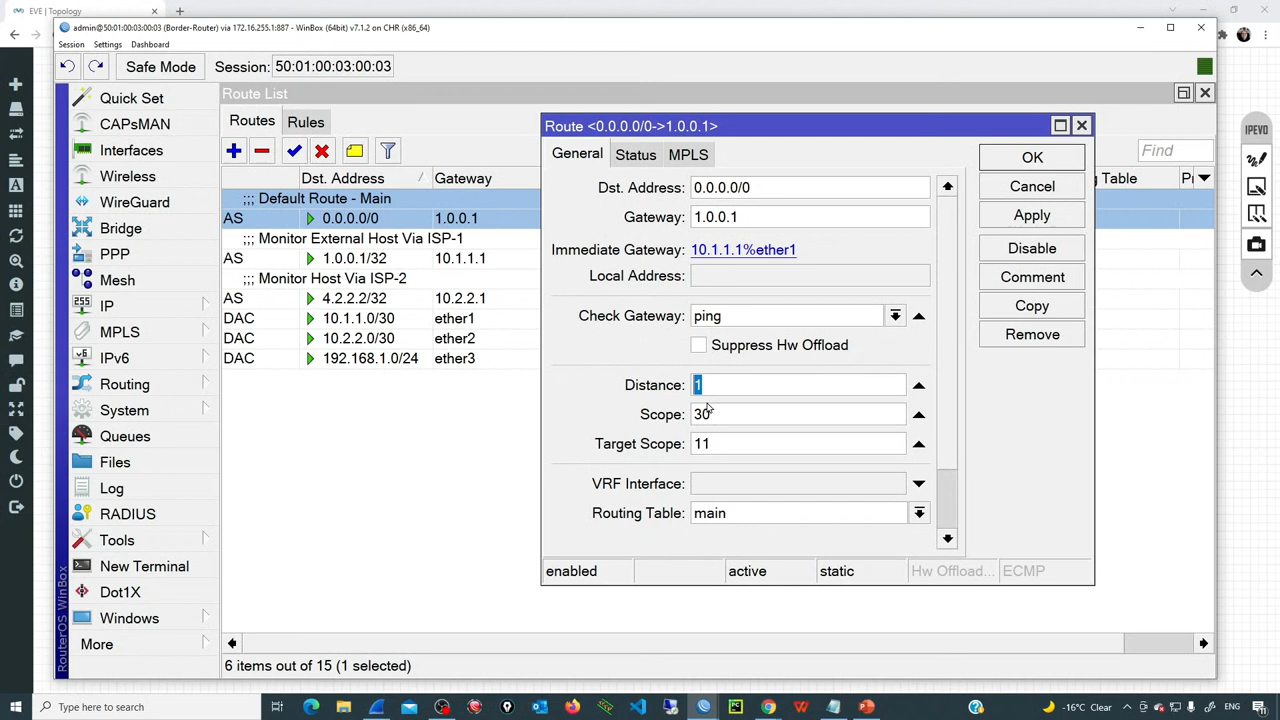 EVE | Topology
admin@50:01:00:03:00:03 (Border-Router) via 172.16.255.1:887 - WinBox (64bit) v7.1.2 on CHR (x86_64)
Session Settings Dashboard
Safe Mode Session: 50:01:00:03:00:03
Quick Set
CAPsMAN
Interfaces
Wireless
WireGuard
Bridge
PPP
Mesh
IP
MPLS
IPv6
Routing
System
Queues
Files
Log
RADIUS
Tools
New Terminal
Dot1X
Windows
More
RouterOS WinBox
Route List
Routes Rules
Find
Dst. Address Gateway
;;; Default Route - Main
AS 0.0.0.0/0 1.0.0.1
;;; Monitor External Host Via ISP-1
AS 1.0.0.1/32 10.1.1.1
;;; Monitor Host Via ISP-2
AS 4.2.2.2/32 10.2.2.1
DAC 10.1.1.0/30 ether1
DAC 10.2.2.0/30 ether2
DAC 192.168.1.0/24 ether3
6 items out of 15 (1 selected)
Route <0.0.0.0/0->1.0.0.1>
General Status MPLS
Dst. Address: 0.0.0.0/0
Gateway: 1.0.0.1
Immediate Gateway: 10.1.1.1%ether1
Local Address:
Check Gateway: ping
Suppress Hw Offload
Distance: 1
Scope: 30
Target Scope: 11
VRF Interface:
Routing Table: main
enabled active static Hw Offload... ECMP
OK
Cancel
Apply
Disable
Comment
Copy
Remove
IPEVO
Type here to search
-16°C Clear